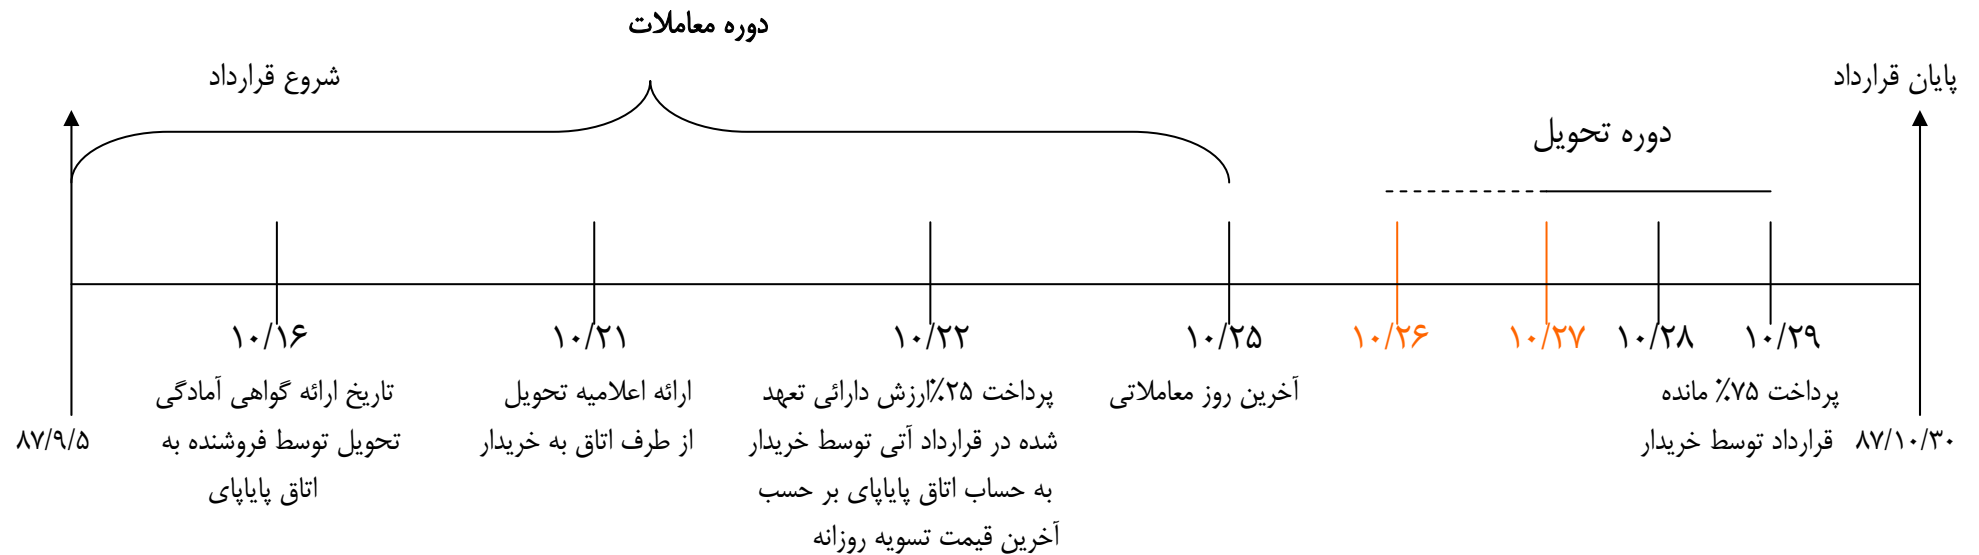 دوره معاملات
شروع قرارداد
پایان قرارداد
دوره تحویل
۱۰/۱۶
۱۰/۲۱
۱۰/۲۲
۱۰/۲۵
۱۰/۲۶
۱۰/۲۷
۱۰/۲۸
۱۰/۲۹
۸۷/۹/۵
تاریخ ارائه گواهی آمادگی
تحویل توسط فروشنده به
اتاق پایاپای
ارائه اعلامیه تحویل
از طرف اتاق به خریدار
پرداخت ۲۵٪ارزش دارائی تعهد
شده در قرارداد آتی توسط خریدار
به حساب اتاق پایاپای بر حسب
آخرین قیمت تسویه روزانه
آخرین روز معاملاتی
پرداخت ۷۵٪ مانده
قرارداد توسط خریدار
۸۷/۱۰/۳۰